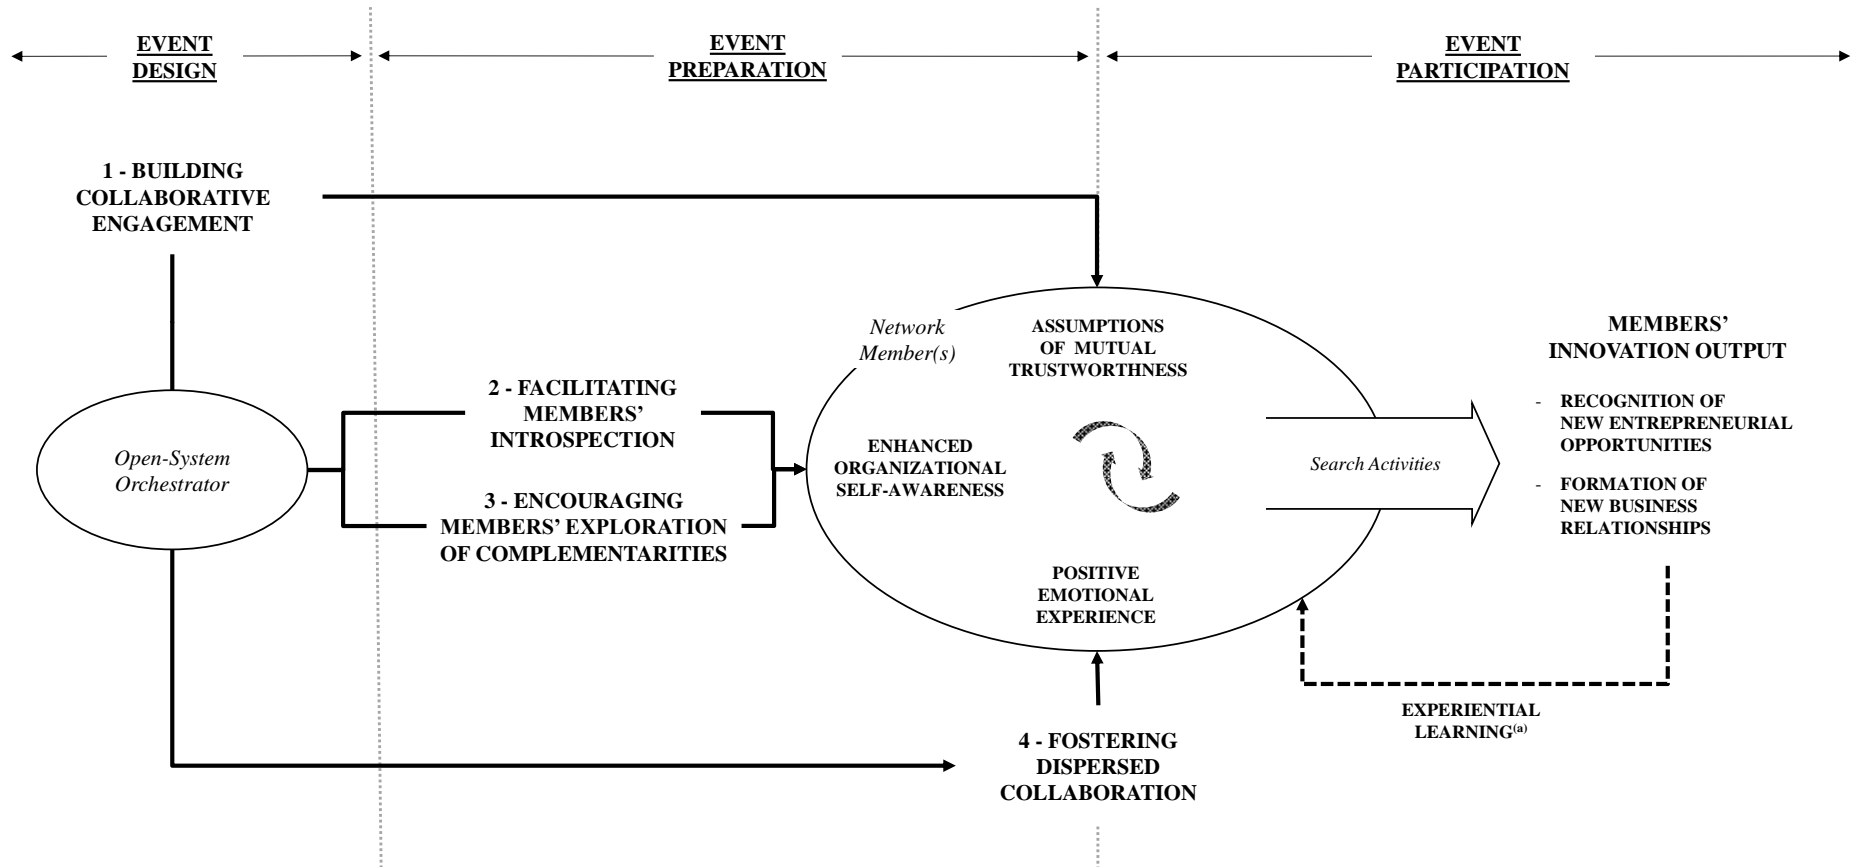 EVENT
DESIGN
EVENT
PREPARATION
EVENT
PARTICIPATION
1 - BUILDING
COLLABORATIVE
ENGAGEMENT
Open-System
Orchestrator
2 - FACILITATING
MEMBERS’
INTROSPECTION
3 - ENCOURAGING
MEMBERS’ EXPLORATION
OF COMPLEMENTARITIES
Network
Member(s)
ASSUMPTIONS
OF MUTUAL
TRUSTWORTHNESS
ENHANCED
ORGANIZATIONAL
SELF-AWARENESS
POSITIVE
EMOTIONAL
EXPERIENCE
4 - FOSTERING
DISPERSED
COLLABORATION
Search Activities
MEMBERS’
INNOVATION OUTPUT
- RECOGNITION OF
NEW ENTREPRENEURIAL
OPPORTUNITIES
- FORMATION OF
NEW BUSINESS
RELATIONSHIPS
EXPERIENTIAL
LEARNING(a)